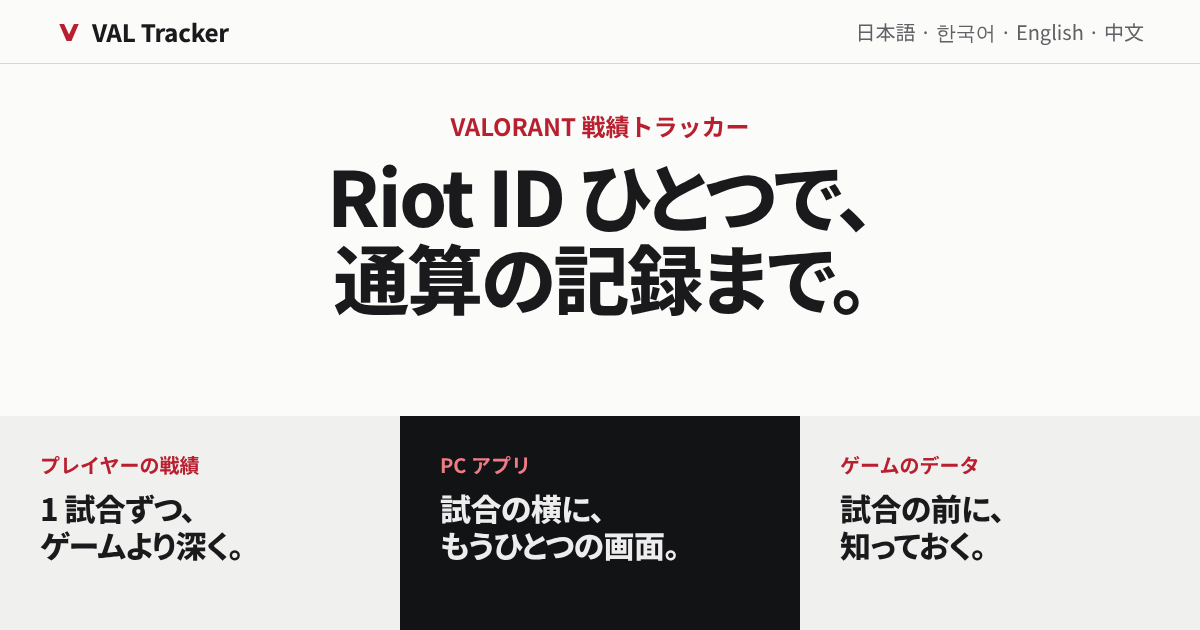 VAL Tracker
日本語 · 한국어 · English · 中文
VALORANT 戦績トラッカー
Riot ID ひとつで、
通算の記録まで。
プレイヤーの戦績
1 試合ずつ、
ゲームより深く。
PC アプリ
試合の横に、
もうひとつの画面。
ゲームのデータ
試合の前に、
知っておく。